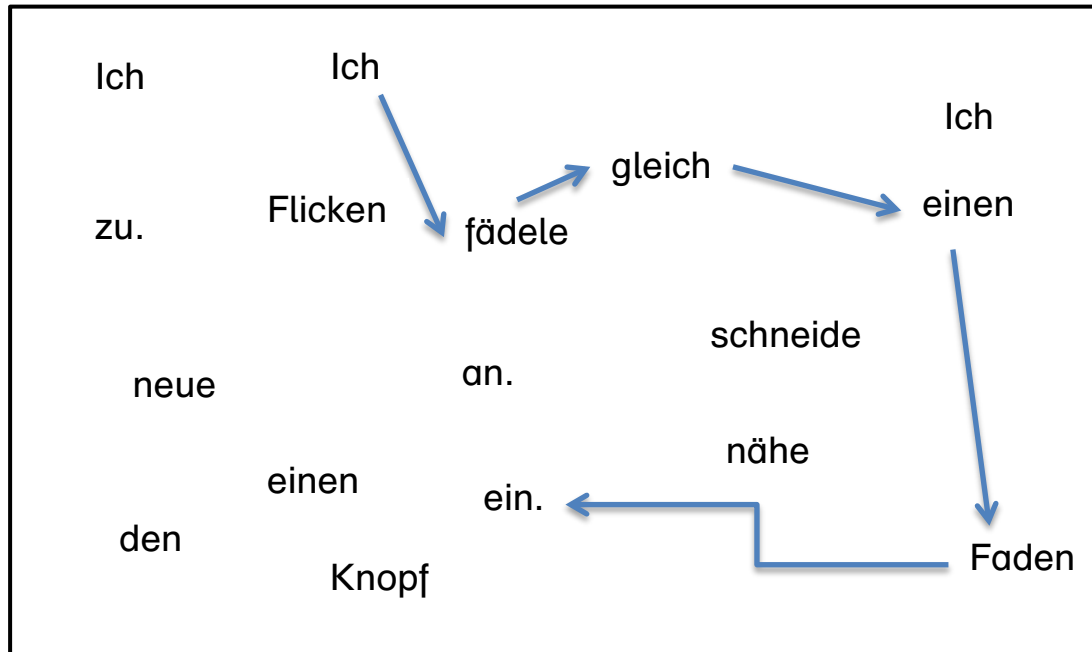 Ich
Ich
Ich
gleich
einen
Flicken
zu.
fädele
schneide
an.
neue
nähe
einen
ein.
den
Faden
Knopf